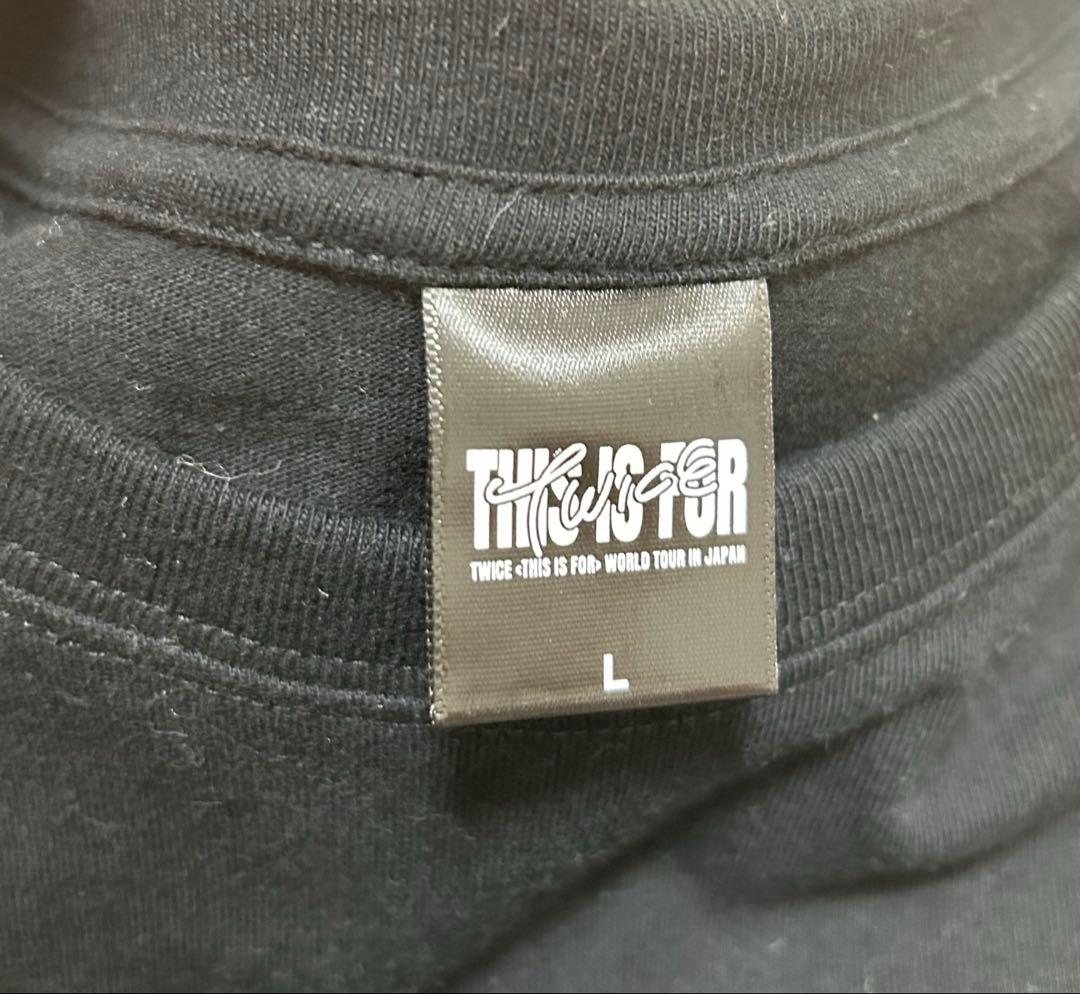 THIS IS FOR
twice
TWICE <THIS IS FOR> WORLD TOUR IN JAPAN
L